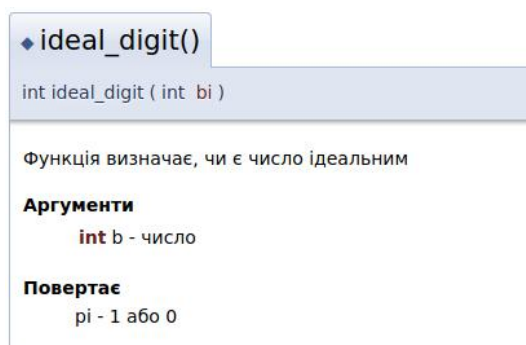 ◆ ideal_digit()
int ideal_digit ( int bi )
Функція визначає, чи є число ідеальним
Аргументи
int b - число
Повертає
pi - 1 або 0